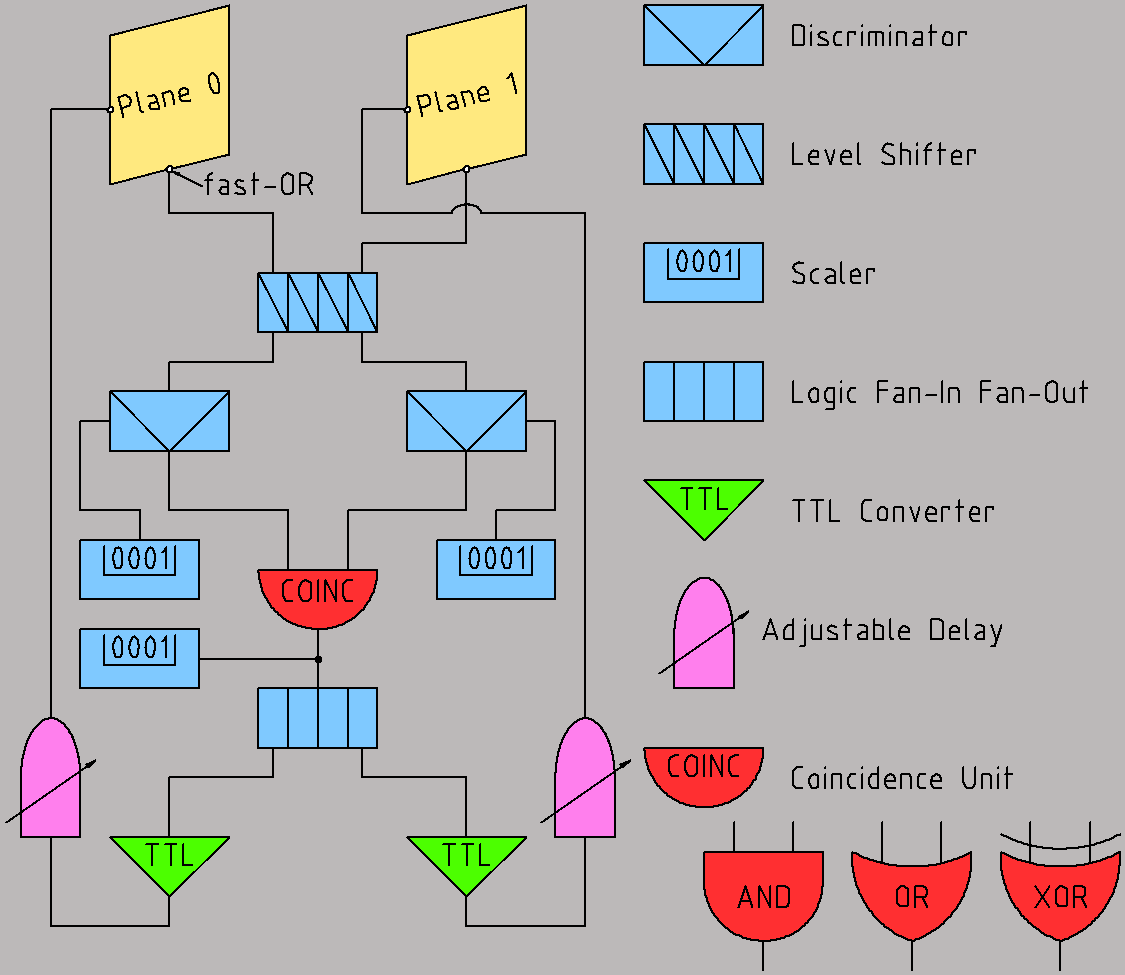 Plane 0
Plane 1
fast-OR
0001
0001
COINC
0001
TTL
TTL
Discriminator
Level Shifter
0001
Scaler
Logic Fan-In Fan-Out
TTL
TTL Converter
Adjustable Delay
COINC
Coincidence Unit
AND
OR
XOR